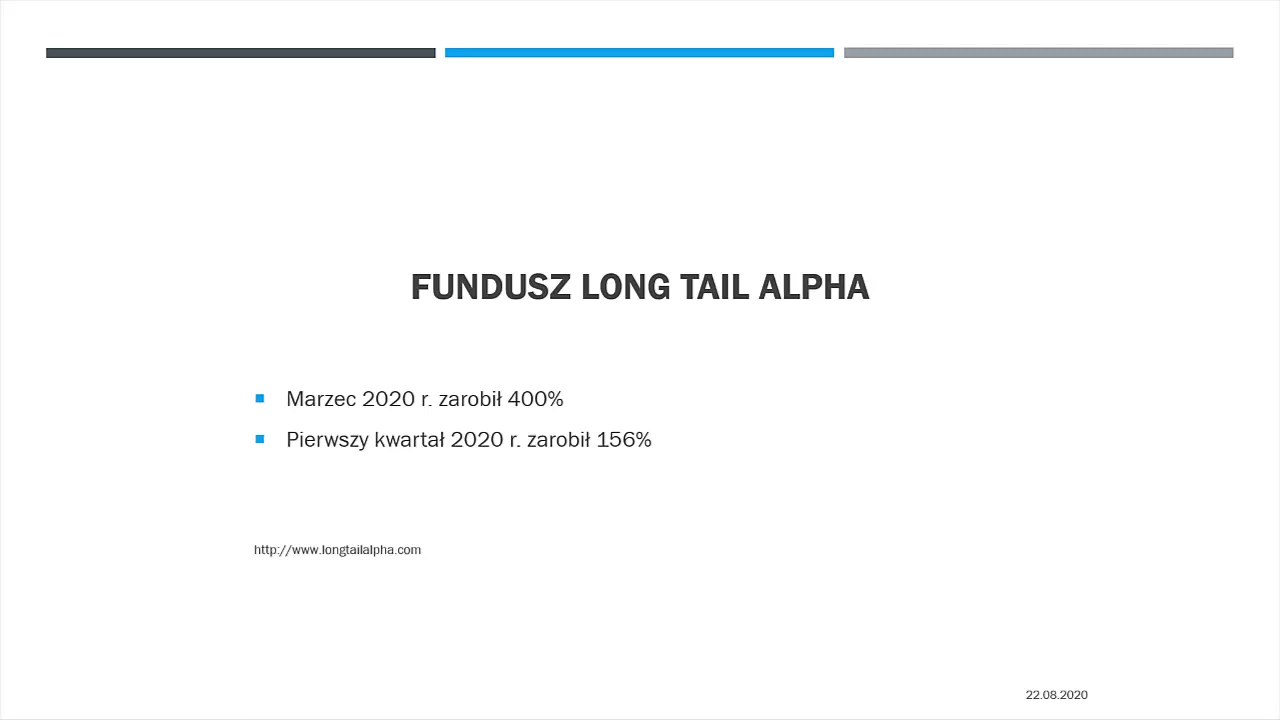 FUNDUSZ LONG TAIL ALPHA
Marzec 2020 r. zarobił 400%
Pierwszy kwartał 2020 r. zarobił 156%
http://www.longtailalpha.com
22.08.2020